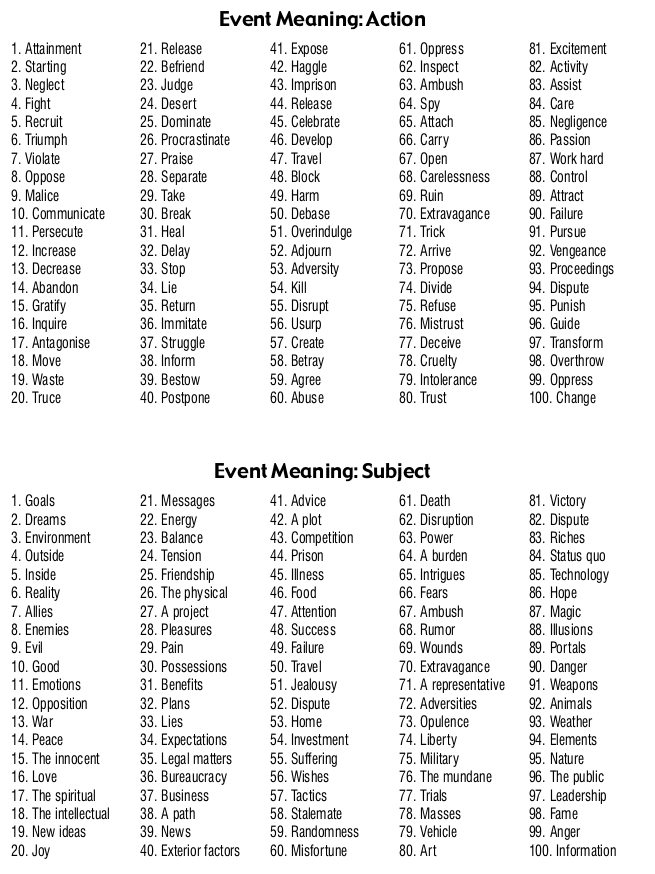 Event Meaning: Action
1. Attainment
2. Starting
3. Neglect
4. Fight
5. Recruit
6. Triumph
7. Violate
8. Oppose
9. Malice
10. Communicate
11. Persecute
12. Increase
13. Decrease
14. Abandon
15. Gratify
16. Inquire
17. Antagonise
18. Move
19. Waste
20. Truce
21. Release
22. Befriend
23. Judge
24. Desert
25. Dominate
26. Procrastinate
27. Praise
28. Separate
29. Take
30. Break
31. Heal
32. Delay
33. Stop
34. Lie
35. Return
36. Immitate
37. Struggle
38. Inform
39. Bestow
40. Postpone
41. Expose
42. Haggle
43. Imprison
44. Release
45. Celebrate
46. Develop
47. Travel
48. Block
49. Harm
50. Debase
51. Overindulge
52. Adjourn
53. Adversity
54. Kill
55. Disrupt
56. Usurp
57. Create
58. Betray
59. Agree
60. Abuse
61. Oppress
62. Inspect
63. Ambush
64. Spy
65. Attach
66. Carry
67. Open
68. Carelessness
69. Ruin
70. Extravagance
71. Trick
72. Arrive
73. Propose
74. Divide
75. Refuse
76. Mistrust
77. Deceive
78. Cruelty
79. Intolerance
80. Trust
81. Excitement
82. Activity
83. Assist
84. Care
85. Negligence
86. Passion
87. Work hard
88. Control
89. Attract
90. Failure
91. Pursue
92. Vengeance
93. Proceedings
94. Dispute
95. Punish
96. Guide
97. Transform
98. Overthrow
99. Oppress
100. Change
Event Meaning: Subject
1. Goals
2. Dreams
3. Environment
4. Outside
5. Inside
6. Reality
7. Allies
8. Enemies
9. Evil
10. Good
11. Emotions
12. Opposition
13. War
14. Peace
15. The innocent
16. Love
17. The spiritual
18. The intellectual
19. New ideas
20. Joy
21. Messages
22. Energy
23. Balance
24. Tension
25. Friendship
26. The physical
27. A project
28. Pleasures
29. Pain
30. Possessions
31. Benefits
32. Plans
33. Lies
34. Expectations
35. Legal matters
36. Bureaucracy
37. Business
38. A path
39. News
40. Exterior factors
41. Advice
42. A plot
43. Competition
44. Prison
45. Illness
46. Food
47. Attention
48. Success
49. Failure
50. Travel
51. Jealousy
52. Dispute
53. Home
54. Investment
55. Suffering
56. Wishes
57. Tactics
58. Stalemate
59. Randomness
60. Misfortune
61. Death
62. Disruption
63. Power
64. A burden
65. Intrigues
66. Fears
67. Ambush
68. Rumor
69. Wounds
70. Extravagance
71. A representative
72. Adversities
73. Opulence
74. Liberty
75. Military
76. The mundane
77. Trials
78. Masses
79. Vehicle
80. Art
81. Victory
82. Dispute
83. Riches
84. Status quo
85. Technology
86. Hope
87. Magic
88. Illusions
89. Portals
90. Danger
91. Weapons
92. Animals
93. Weather
94. Elements
95. Nature
96. The public
97. Leadership
98. Fame
99. Anger
100. Information